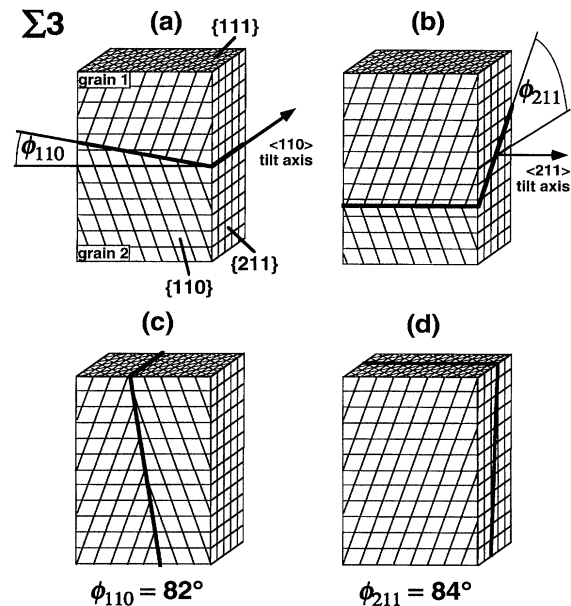 Σ3
(a)
{111}
(b)
grain 1
ϕ110
<110>
tilt axis
ϕ211
<211>
tilt axis
grain 2
{110}
{211}
(c)
(d)
ϕ110 = 82°
ϕ211 = 84°